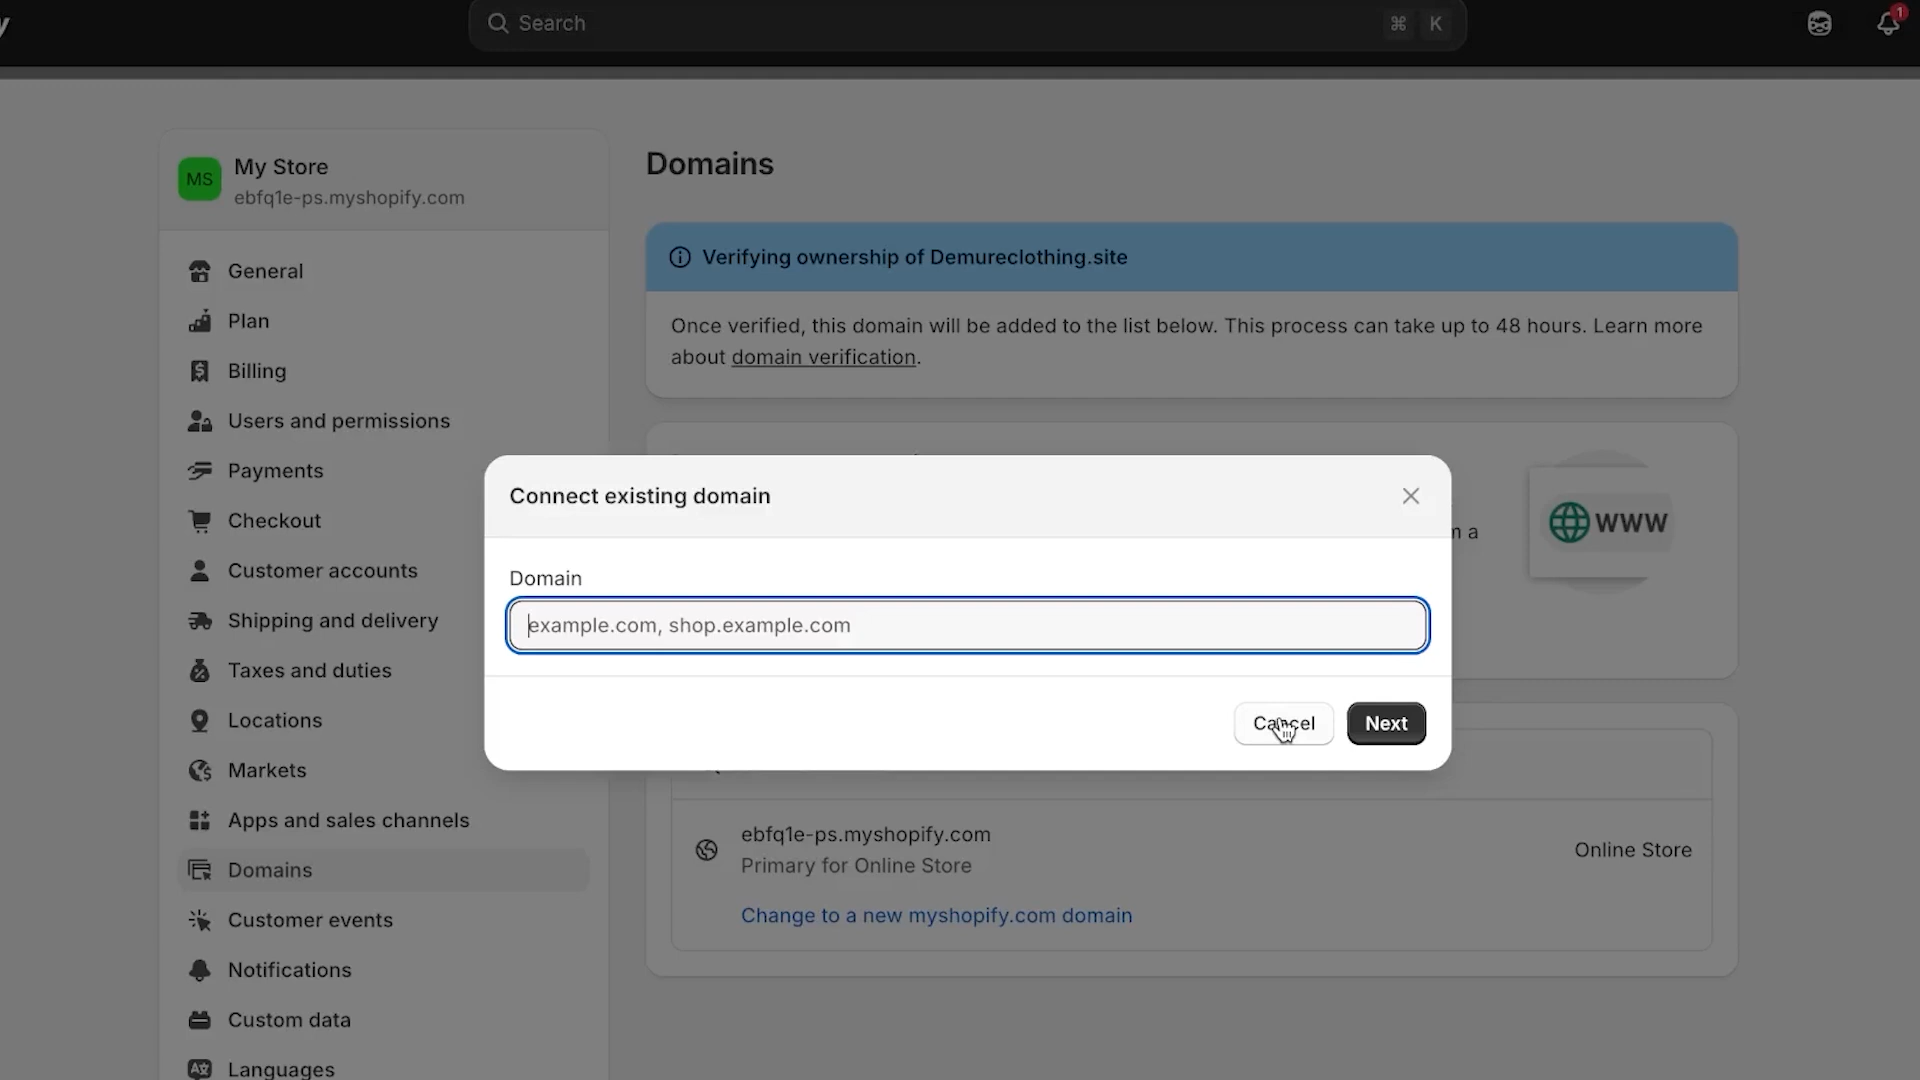 Search ⌘ K
1
MS
My Store
ebfq1e-ps.myshopify.com
General
Plan
Billing
Users and permissions
Payments
Checkout
Customer accounts
Shipping and delivery
Taxes and duties
Locations
Markets
Apps and sales channels
Domains
Customer events
Notifications
Custom data
Languages
Domains
Verifying ownership of Demureclothing.site
Once verified, this domain will be added to the list below. This process can take up to 48 hours. Learn more
about domain verification.
a
WWW
Connect existing domain
Domain
example.com, shop.example.com
Cancel
Next
ebfq1e-ps.myshopify.com
Primary for Online Store
Online Store
Change to a new myshopify.com domain